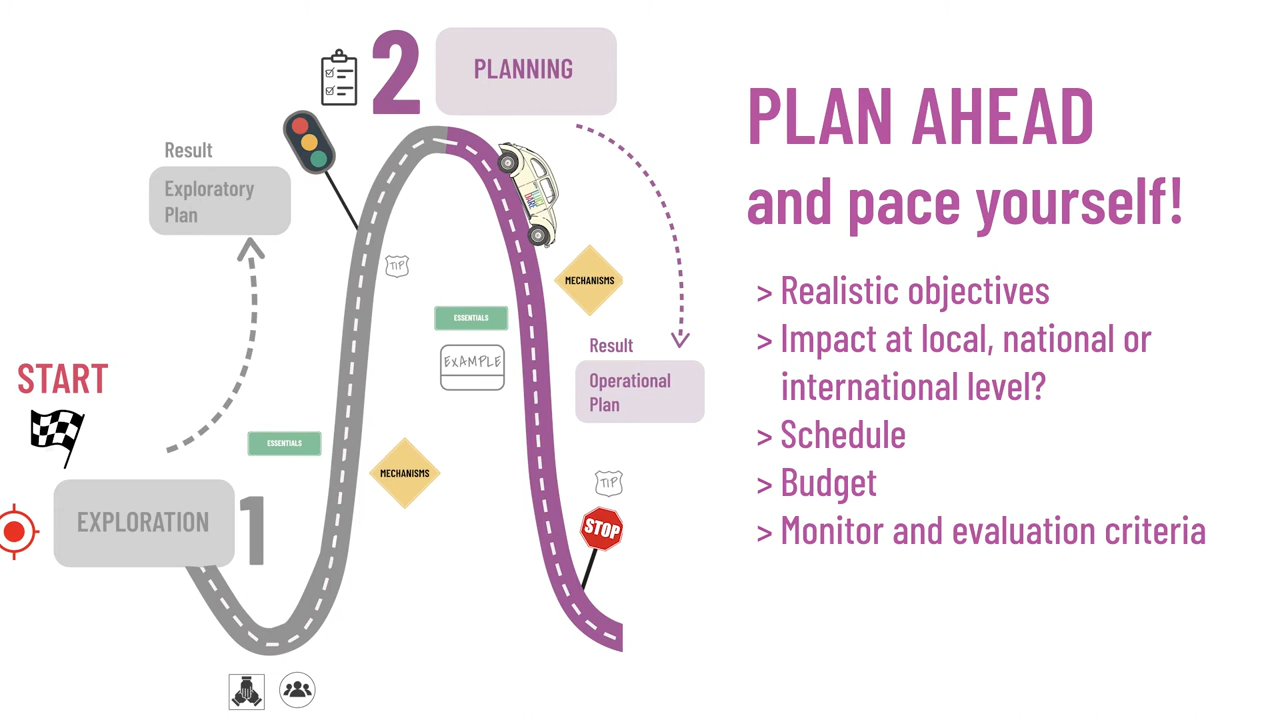 2
PLANNING
PLAN AHEAD
and pace yourself!
Result
Exploratory
Plan
TIP
MECHANISMS
> Realistic objectives
> Impact at local, national or
international level?
> Schedule
> Budget
> Monitor and evaluation criteria
ESSENTIALS
EXAMPLE
Result
Operational
Plan
START
ESSENTIALS
MECHANISMS
TIP
STOP
EXPLORATION
1